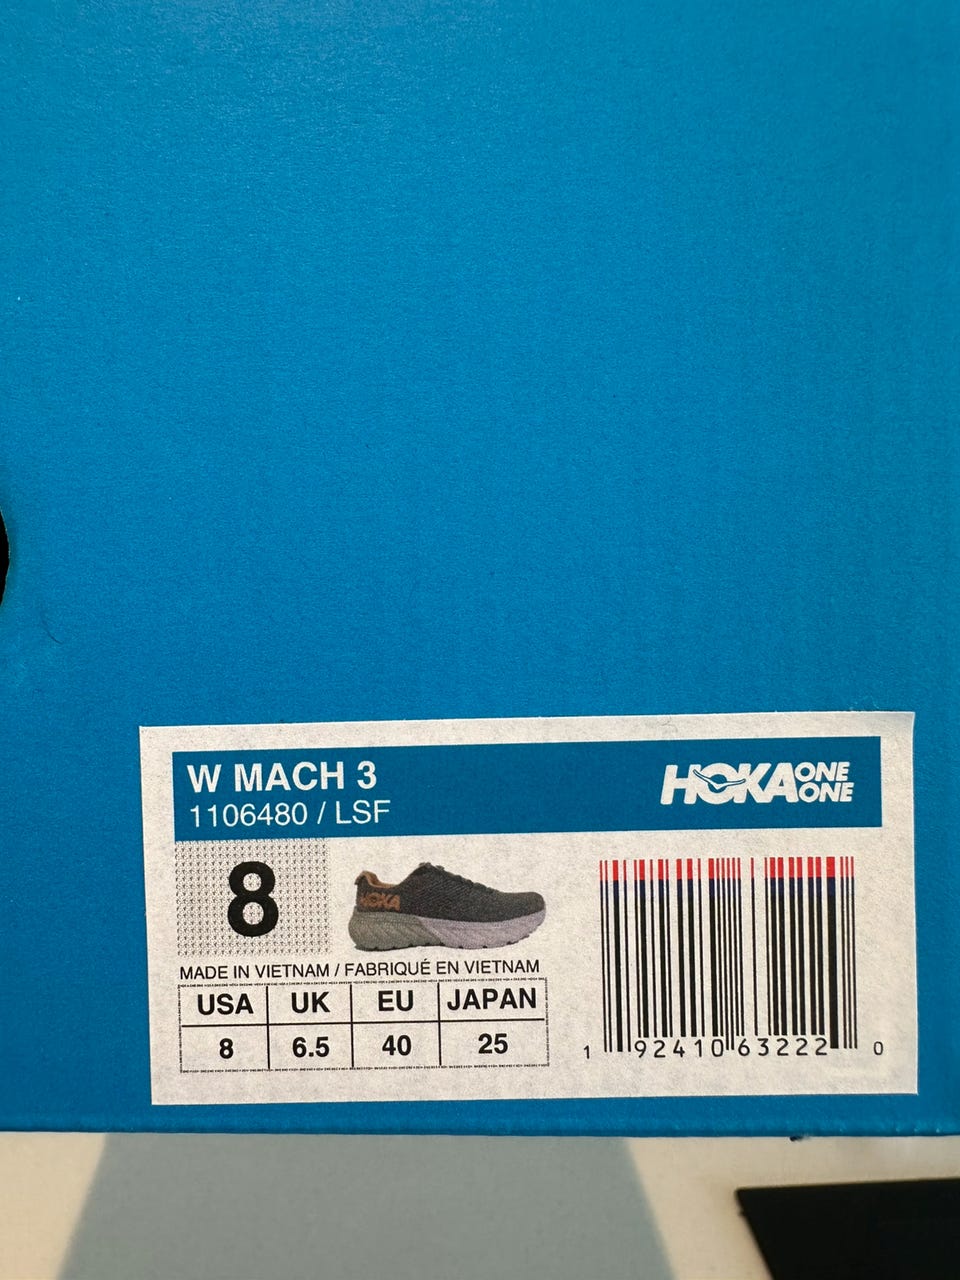 W MACH 3
1106480 / LSF
HOKA ONE ONE
8
HOKA
MADE IN VIETNAM / FABRIQUÉ EN VIETNAM
USA UK EU JAPAN
8 6.5 40 25
1 92410 63222 0